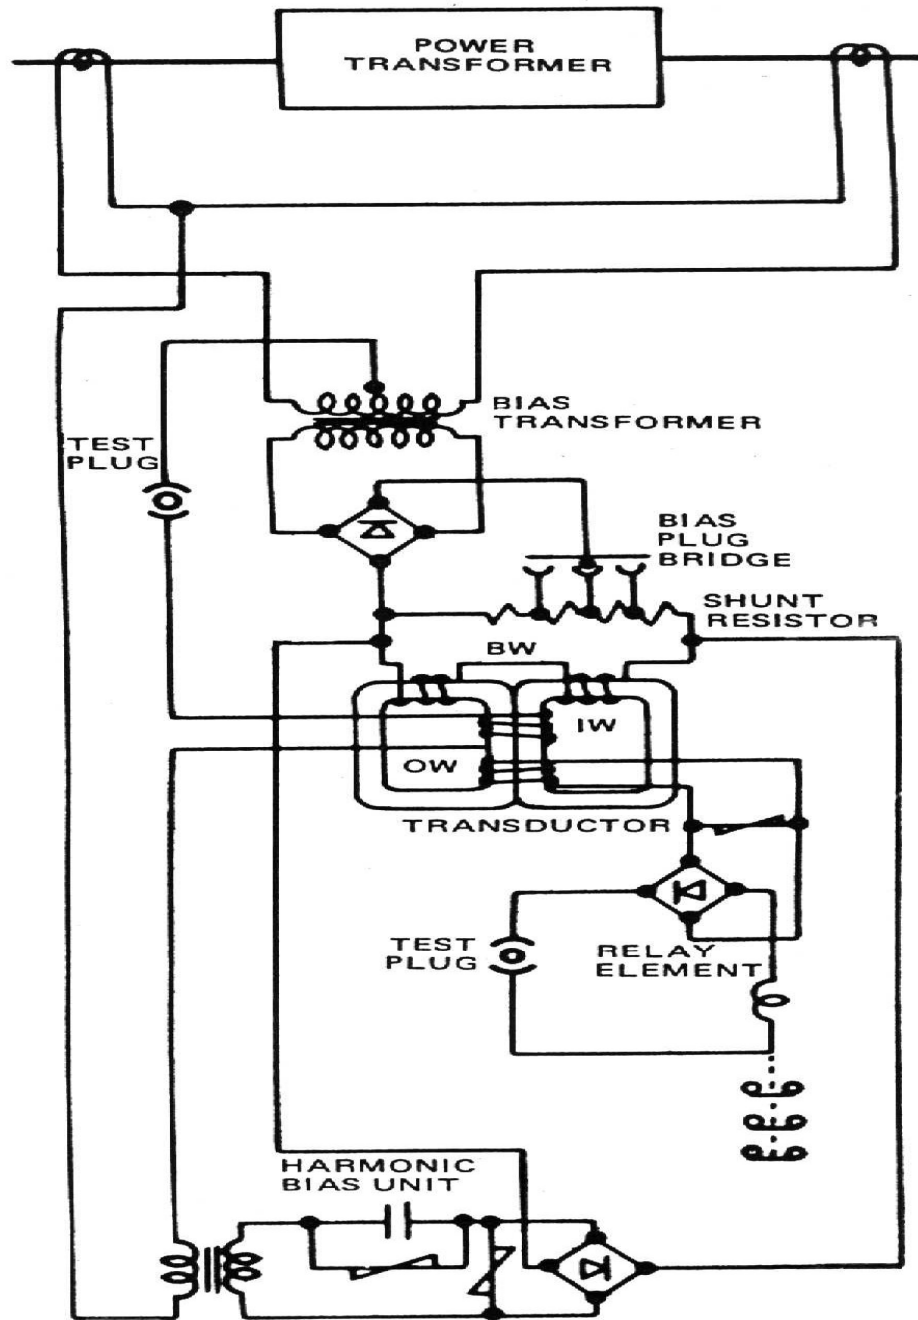 POWER
TRANSFORMER
BIAS
TRANSFORMER
TEST
PLUG
BIAS
PLUG
BRIDGE
SHUNT
RESISTOR
BW
IW
OW
TRANSDUCTOR
TEST
PLUG
RELAY
ELEMENT
HARMONIC
BIAS UNIT